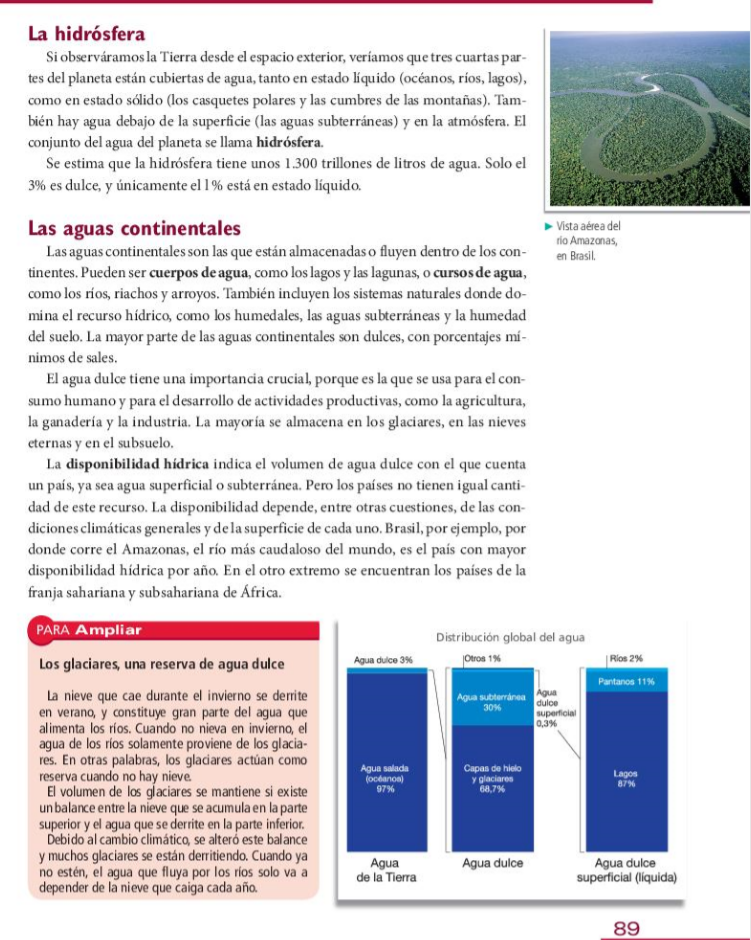 La hidrósfera
Si observáramos la Tierra desde el espacio exterior, veríamos que tres cuartas par-
tes del planeta están cubiertas de agua, tanto en estado líquido (océanos, ríos, lagos),
como en estado sólido (los casquetes polares y las cumbres de las montañas). Tam-
bién hay agua debajo de la superficie (las aguas subterráneas) y en la atmósfera. El
conjunto del agua del planeta se llama hidrósfera.
Se estima que la hidrósfera tiene unos 1.300 trillones de litros de agua. Solo el
3% es dulce, y únicamente el 1% está en estado líquido.
Vista aérea del
río Amazonas,
en Brasil.
Las aguas continentales
Las aguas continentales son las que están almacenadas o fluyen dentro de los con-
tinentes. Pueden ser cuerpos de agua, como los lagos y las lagunas, o cursos de agua,
como los ríos, riachos y arroyos. También incluyen los sistemas naturales donde do-
mina el recurso hídrico, como los humedales, las aguas subterráneas y la humedad
del suelo. La mayor parte de las aguas continentales son dulces, con porcentajes mí-
nimos de sales.
El agua dulce tiene una importancia crucial, porque es la que se usa para el con-
sumo humano y para el desarrollo de actividades productivas, como la agricultura,
la ganadería y la industria. La mayoría se almacena en los glaciares, en las nieves
eternas y en el subsuelo.
La disponibilidad hídrica indica el volumen de agua dulce con el que cuenta
un país, ya sea agua superficial o subterránea. Pero los países no tienen igual canti-
dad de este recurso. La disponibilidad depende, entre otras cuestiones, de las con-
diciones climáticas generales y de la superficie de cada uno. Brasil, por ejemplo, por
donde corre el Amazonas, el río más caudaloso del mundo, es el país con mayor
disponibilidad hídrica por año. En el otro extremo se encuentran los países de la
franja sahariana y subsahariana de África.
PARA Ampliar
Los glaciares, una reserva de agua dulce
La nieve que cae durante el invierno se derrite
en verano, y constituye gran parte del agua que
alimenta los ríos. Cuando no nieva en invierno, el
agua de los ríos solamente proviene de los glacia-
res. En otras palabras, los glaciares actúan como
reserva cuando no hay nieve.
El volumen de los glaciares se mantiene si existe
un balance entre la nieve que se acumula en la parte
superior y el agua que se derrite en la parte inferior.
Debido al cambio climático, se alteró este balance
y muchos glaciares se están derritiendo. Cuando ya
no estén, el agua que fluya por los ríos solo va a
depender de la nieve que caiga cada año.
Distribución global del agua
Agua dulce 3%
Agua salada
(océanos)
97%
Agua
de la Tierra
Otros 1%
Agua subterránea
30%
Capas de hielo
y glaciares
68,7%
Agua dulce
Agua
dulce
superficial
0,3%
Ríos 2%
Pantanos 11%
Lagos
87%
Agua dulce
superficial (líquida)
89